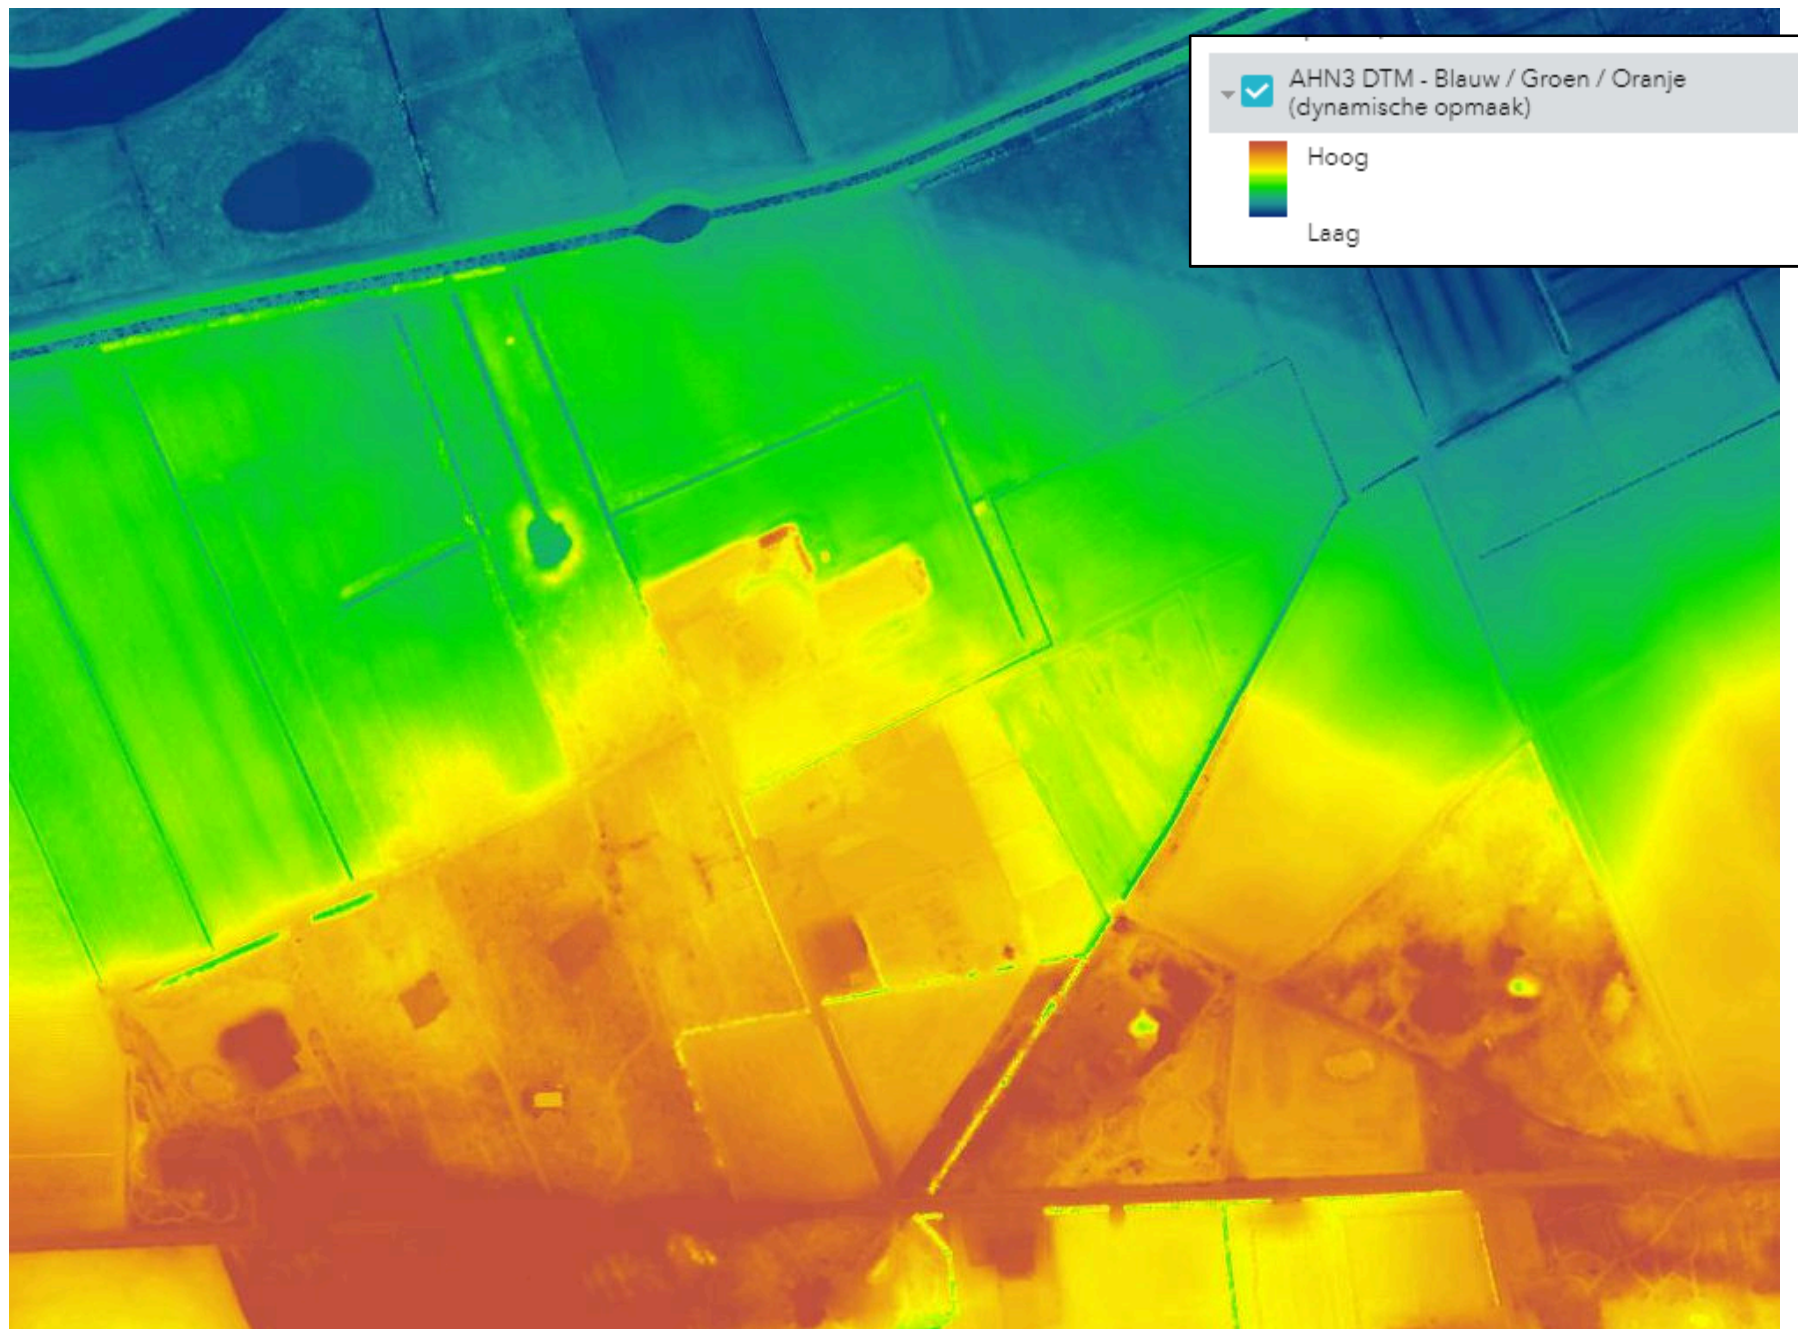 AHN3 DTM - Blauw / Groen / Oranje
(dynamische opmaak)
Hoog
Laag